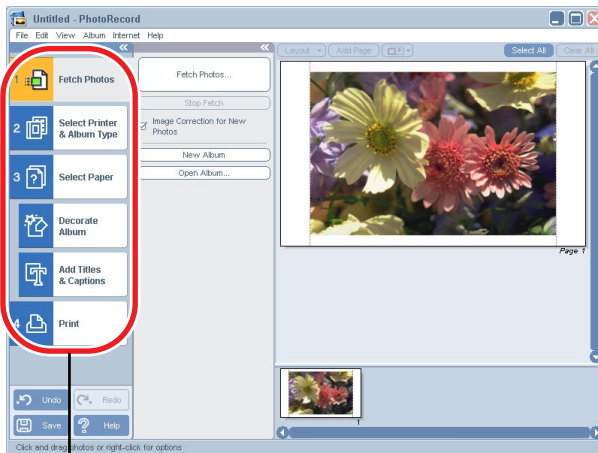 Untitled - PhotoRecord
File Edit View Album Internet Help
1 Fetch Photos
2 Select Printer
& Album Type
3 Select Paper
Decorate
Album
Add Titles
& Captions
4 Print
Undo
Redo
Save
Help
Fetch Photos...
Stop Fetch
Image Correction for New
Photos
New Album
Open Album...
Layout
Add Page
Select All
Clear All
Page 1
1
Click and drag photos or right-click for options